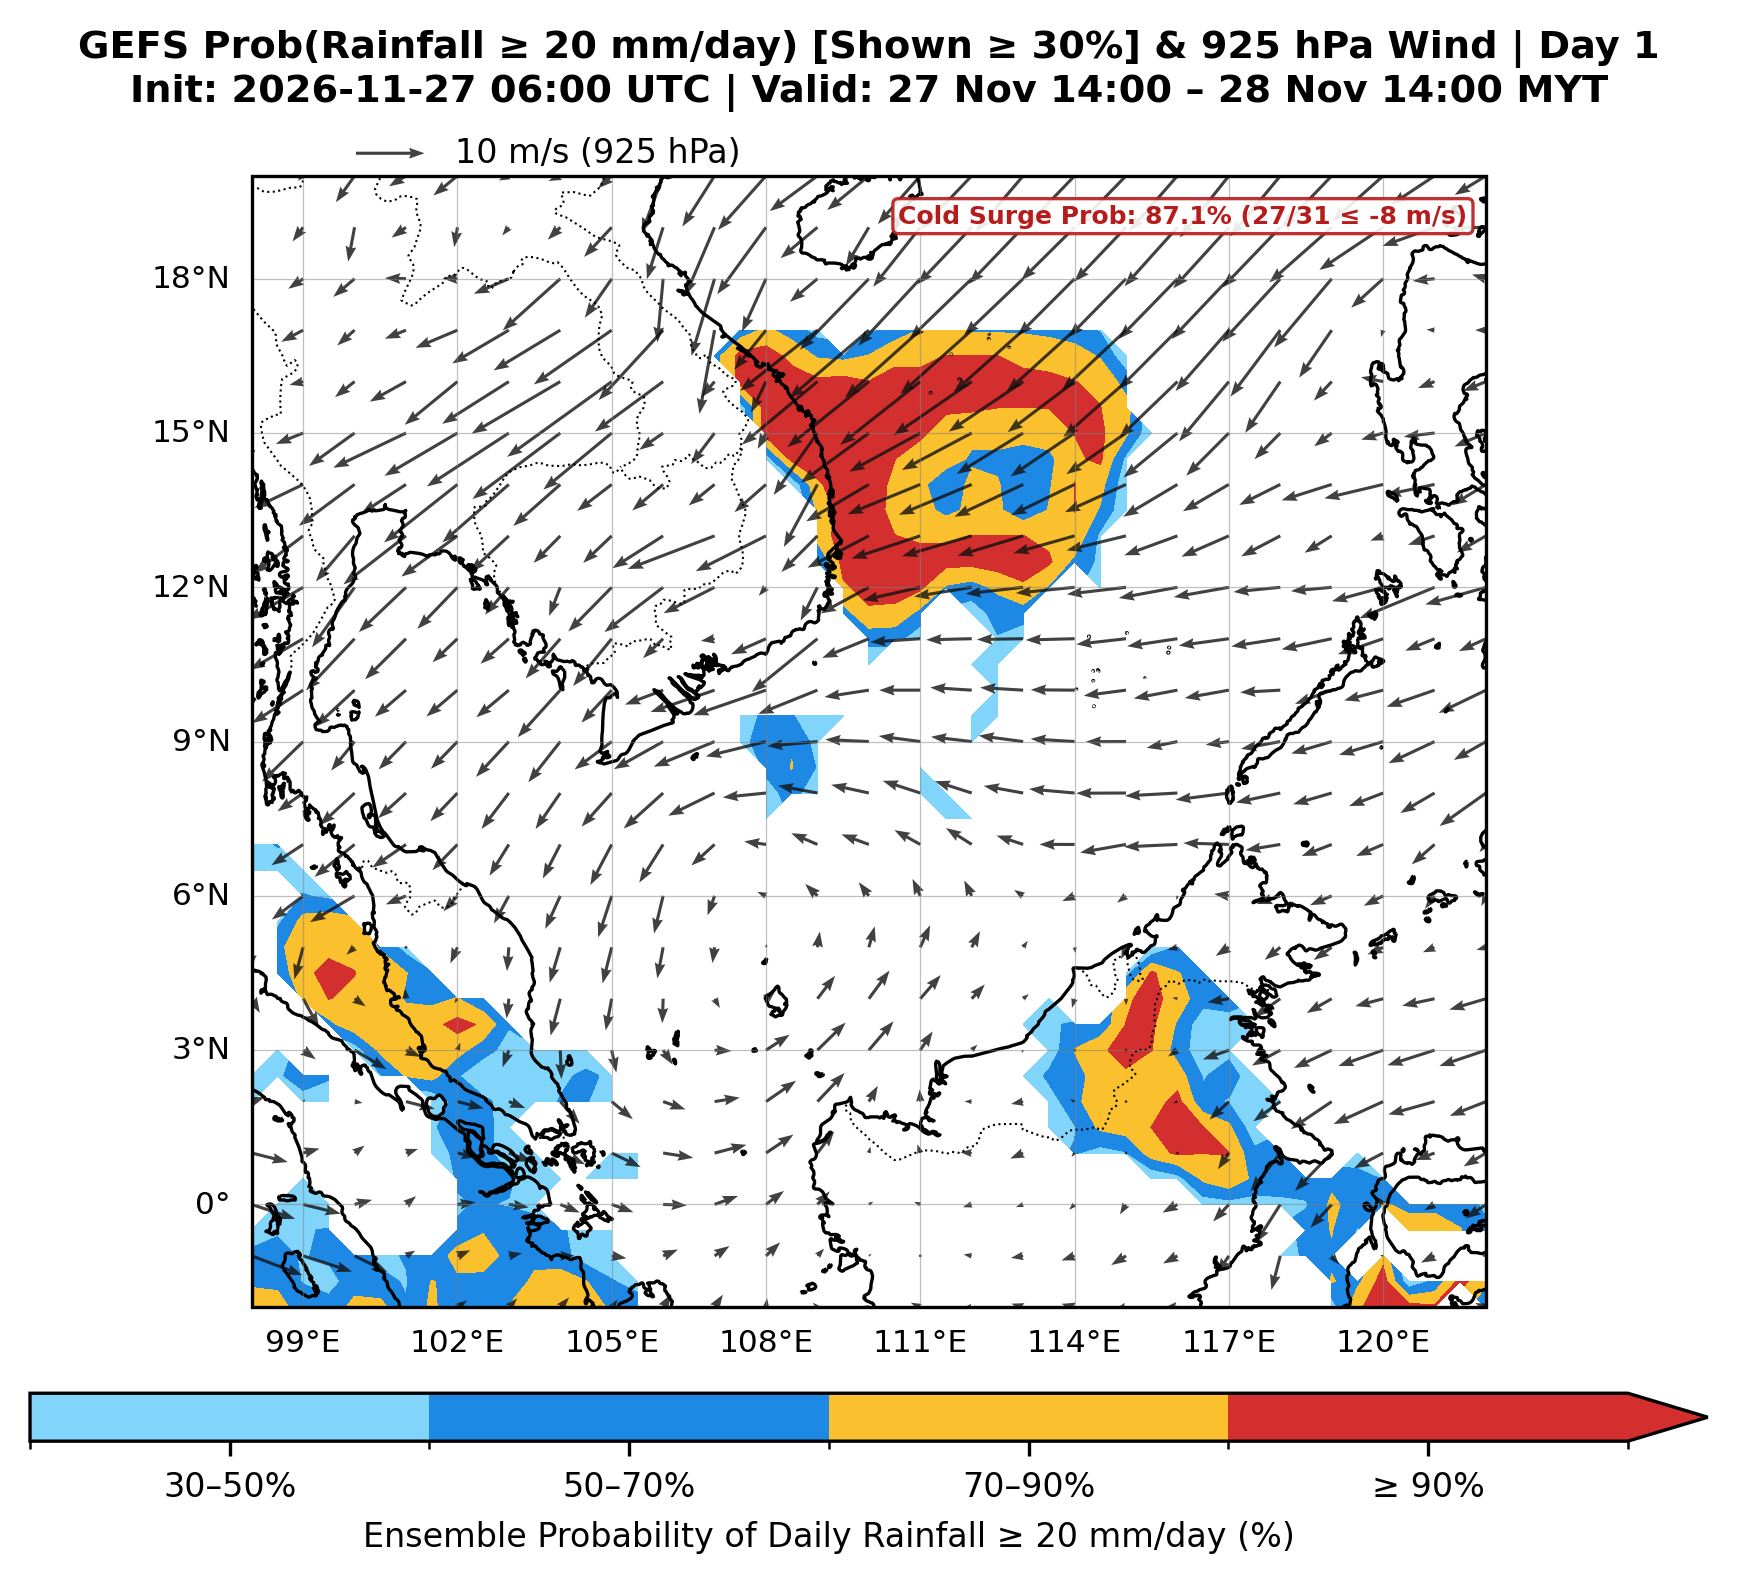 GEFS Prob(Rainfall ≥ 20 mm/day) [Shown ≥ 30%] & 925 hPa Wind | Day 1
Init: 2026-11-27 06:00 UTC | Valid: 27 Nov 14:00 – 28 Nov 14:00 MYT
10 m/s (925 hPa)
Cold Surge Prob: 87.1% (27/31 ≤ -8 m/s)
18°N
15°N
12°N
9°N
6°N
3°N
0°
99°E 102°E 105°E 108°E 111°E 114°E 117°E 120°E
30–50% 50–70% 70–90% ≥ 90%
Ensemble Probability of Daily Rainfall ≥ 20 mm/day (%)